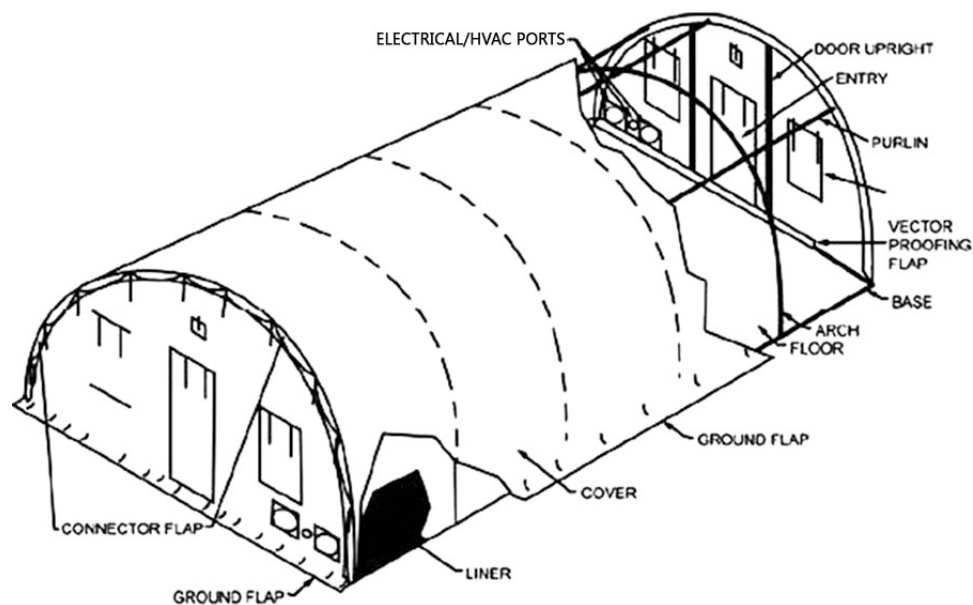 ELECTRICAL/HVAC PORTS
DOOR UPRIGHT
ENTRY
PURLIN
VECTOR
PROOFING
FLAP
BASE
ARCH
FLOOR
GROUND FLAP
COVER
CONNECTOR FLAP
LINER
GROUND FLAP